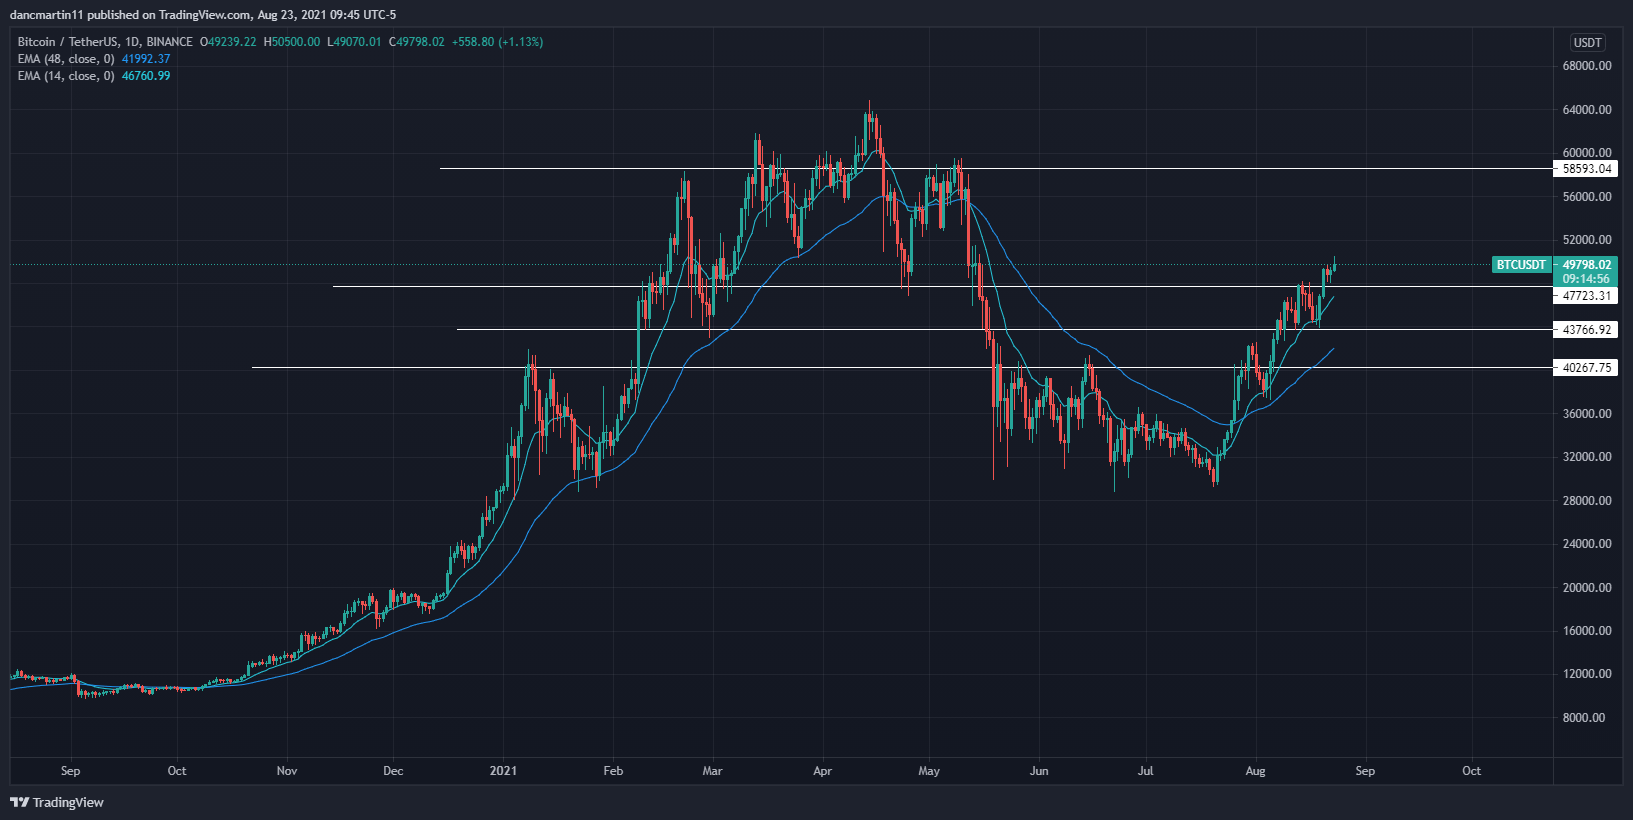 dancmartin11 published on TradingView.com, Aug 23, 2021 09:45 UTC-5
Bitcoin / TetherUS, 1D, BINANCE O49239.22 H50500.00 L49070.01 C49798.02 +558.80 (+1.13%)
EMA (48, close, 0) 41992.37
EMA (14, close, 0) 46760.99
USDT
68000.00
64000.00
60000.00
58593.04
56000.00
52000.00
BTCUSDT 49798.02
09:14:56
47723.31
43766.92
40267.75
36000.00
32000.00
28000.00
24000.00
20000.00
16000.00
12000.00
8000.00
Sep Oct Nov Dec 2021 Feb Mar Apr May Jun Jul Aug Sep Oct
TradingView